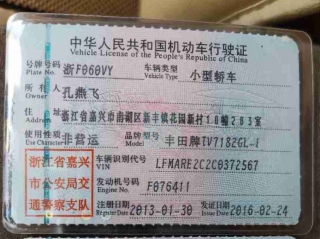 中华人民共和国机动车行驶证
Vehicle License of the People's Republic of China
号牌号码 浙F060VY 车辆类型 小型轿车
Plate No. Vehicle Type
所有人 孔燕飞
Owner
住址 浙江省嘉兴市南湖区新丰镇花园新村10幢203室
Address
使用性质 非营运 品牌型号 丰田牌TV7182GL-i
Use Character Model
浙江省嘉兴 车辆识别代号 LFMARE2C2C0372567
VIN
市公安局交 发动机号码 F076411
Engine No.
通警察支队 注册日期 2013-01-30 发证日期 2016-02-24
Register Date Issue Date